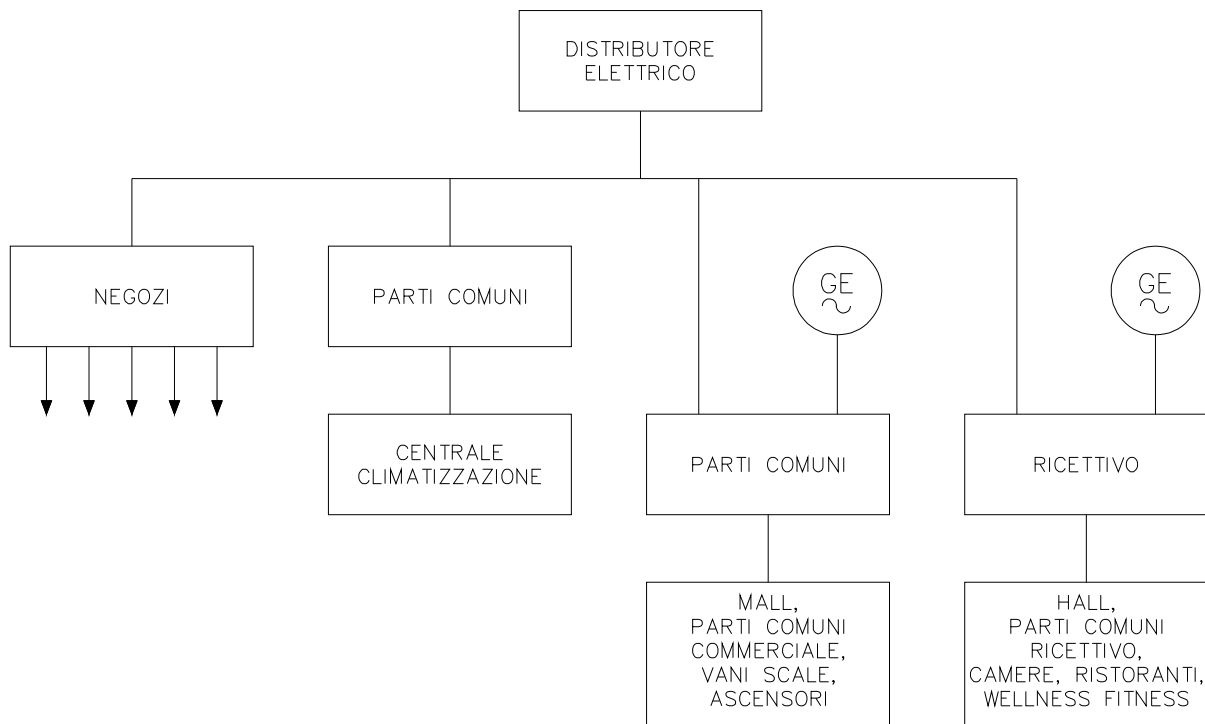 DISTRIBUTORE
ELETTRICO
NEGOZI
PARTI COMUNI
GE
GE
CENTRALE
CLIMATIZZAZIONE
PARTI COMUNI
RICETTIVO
MALL,
PARTI COMUNI
COMMERCIALE,
VANI SCALE,
ASCENSORI
HALL,
PARTI COMUNI
RICETTIVO,
CAMERE, RISTORANTI,
WELLNESS FITNESS